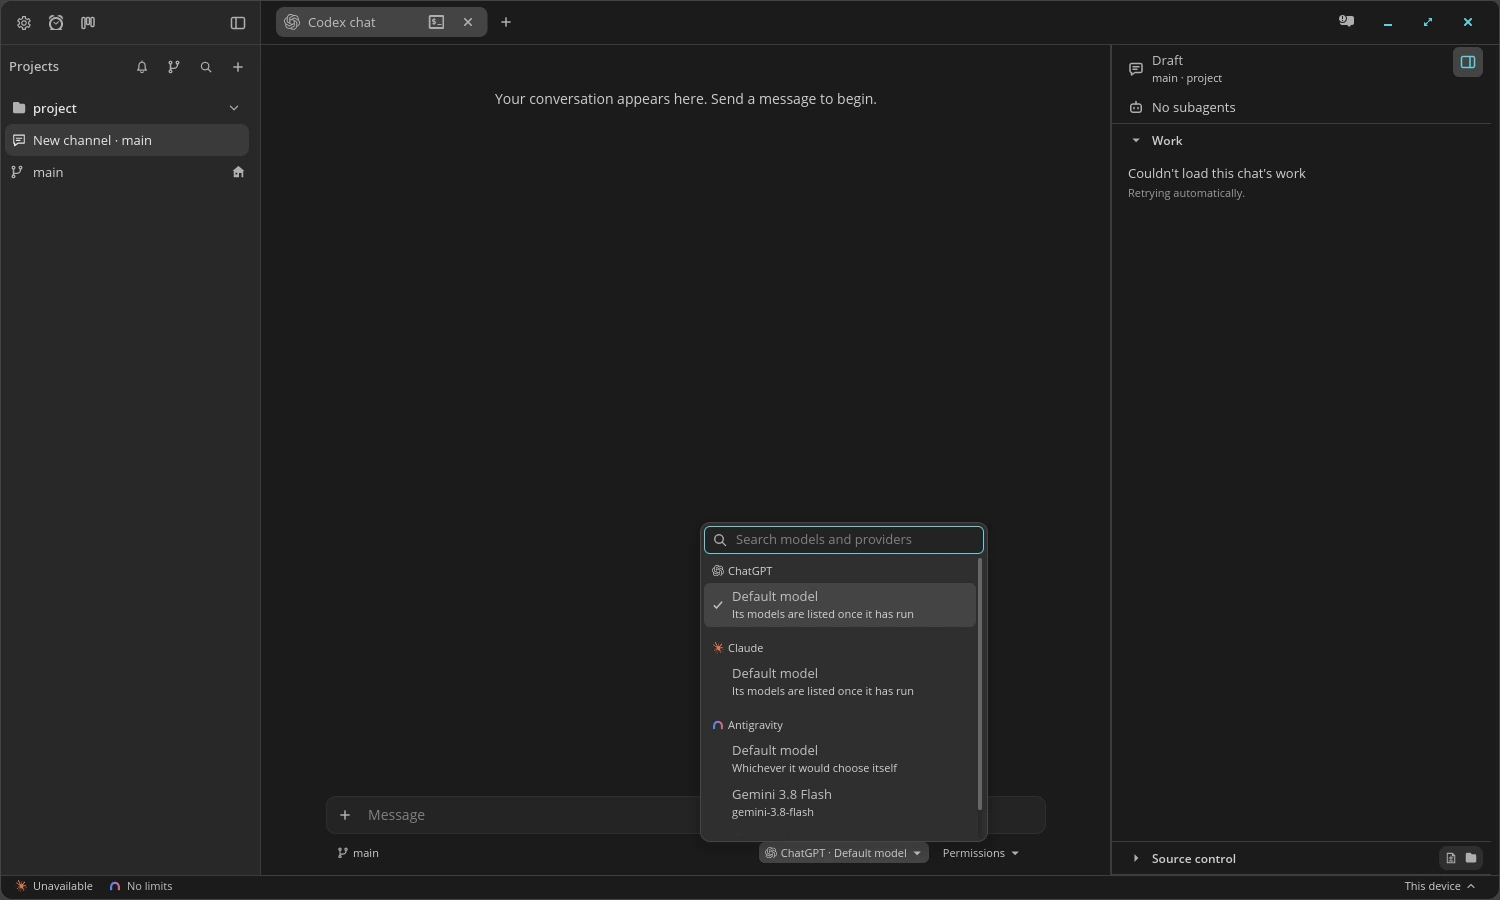 Codex chat
Projects
project
New channel · main
main
Your conversation appears here. Send a message to begin.
Draft
main · project
No subagents
Work
Couldn't load this chat's work
Retrying automatically.
Search models and providers
ChatGPT
Default model
Its models are listed once it has run
Claude
Default model
Its models are listed once it has run
Antigravity
Default model
Whichever it would choose itself
Gemini 3.8 Flash
gemini-3.8-flash
Message
main
ChatGPT · Default model
Permissions
Source control
Unavailable
No limits
This device